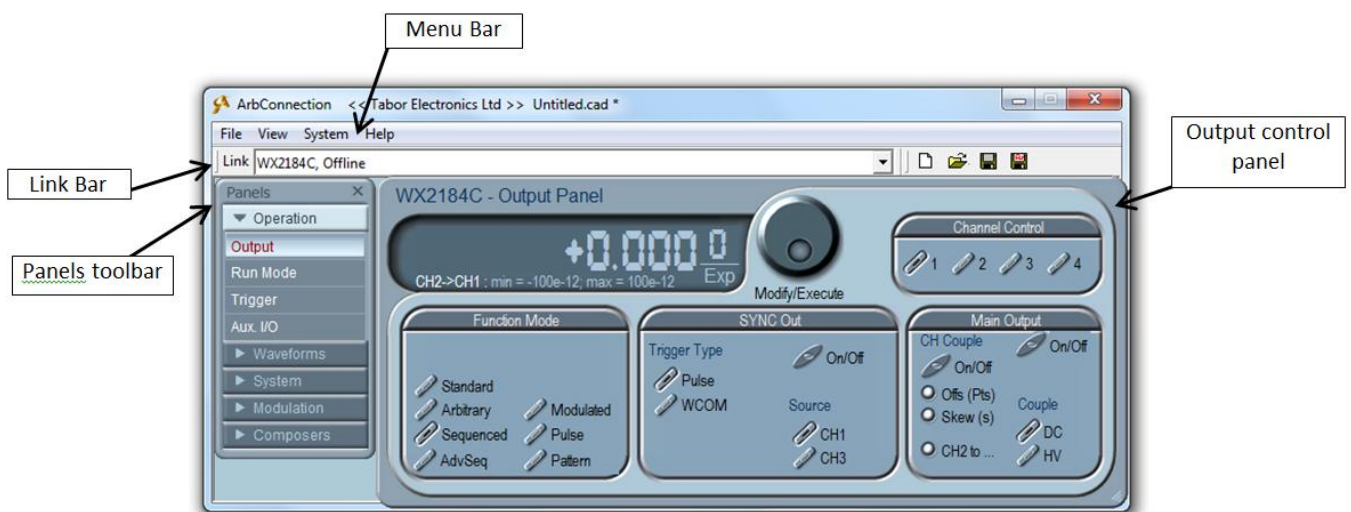 Menu Bar
ArbConnection << Tabor Electronics Ltd >> Untitled.cad *
File View System Help
Output control
panel
Link WX2184C, Offline
Link Bar
Panels
WX2184C - Output Panel
Operation
Output
Run Mode
Trigger
Aux. I/O
Waveforms
System
Modulation
Composers
Panels toolbar
+0.000 0
Exp
CH2->CH1 : min = -100e-12; max = 100e-12
Modify/Execute
Channel Control
1 2 3 4
Function Mode
Standard
Arbitrary
Sequenced
AdvSeq
Modulated
Pulse
Pattern
SYNC Out
Trigger Type
Pulse
WCOM
On/Off
Source
CH1
CH3
Main Output
CH Couple
On/Off
On/Off
Offs (Pts)
Skew (s)
CH2 to ...
Couple
DC
HV